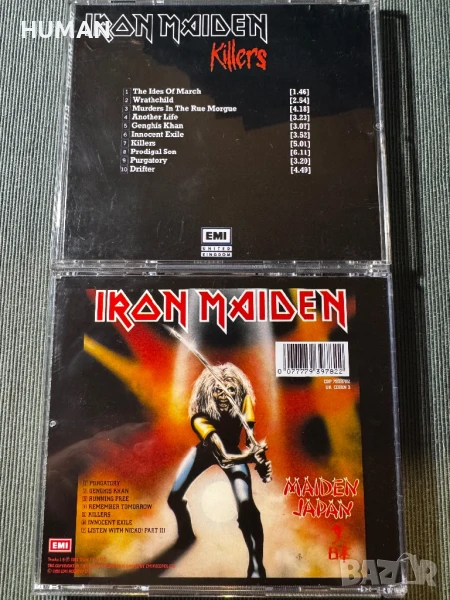 HUMAN
IRON MAIDEN
Killers
1 The Ides Of March [1.46]
2 Wrathchild [2.54]
3 Murders In The Rue Morgue [4.18]
4 Another Life [3.23]
5 Genghis Khan [3.07]
6 Innocent Exile [3.52]
7 Killers [5.01]
8 Prodigal Son [6.11]
9 Purgatory [3.20]
10 Drifter [4.49]
EMI
UNITED
KINGDOM
IRON MAIDEN
0 077779 397822
PURGATORY
GENGHIS KHAN
RUNNING FREE
REMEMBER TOMORROW
KILLERS
INNOCENT EXILE
LISTEN WITH NICKO! PART III
MAIDEN
JAPAN
EMI
bazar